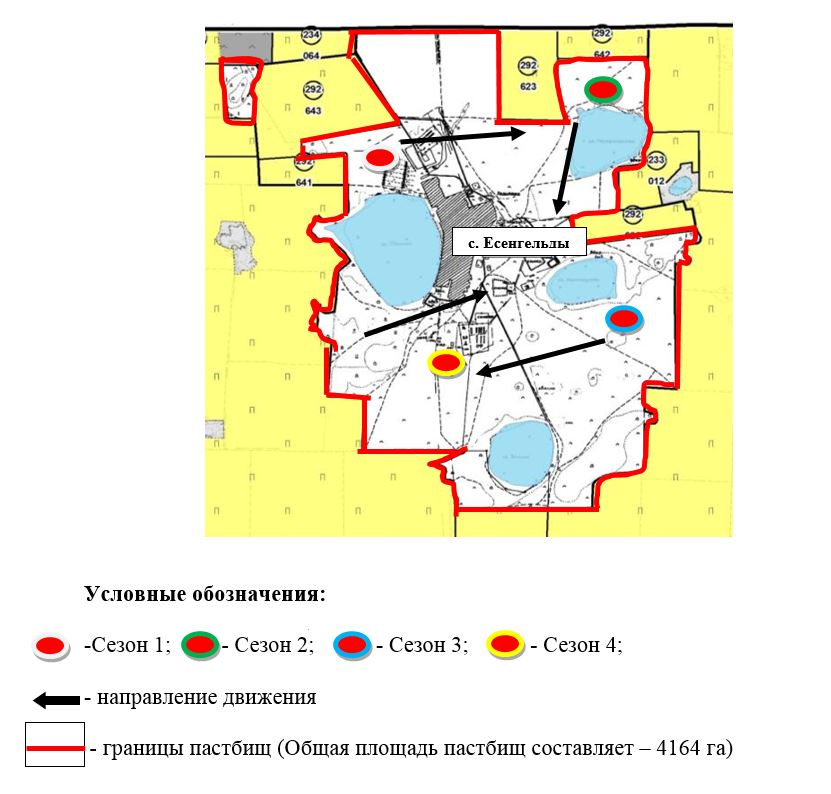 234
064
292
643
292
623
292
642
292
641
233
012
292
с. Есенгельды
Условные обозначения:
-Сезон 1; - Сезон 2; - Сезон 3; - Сезон 4;
- направление движения
- границы пастбищ (Общая площадь пастбищ составляет – 4164 га)